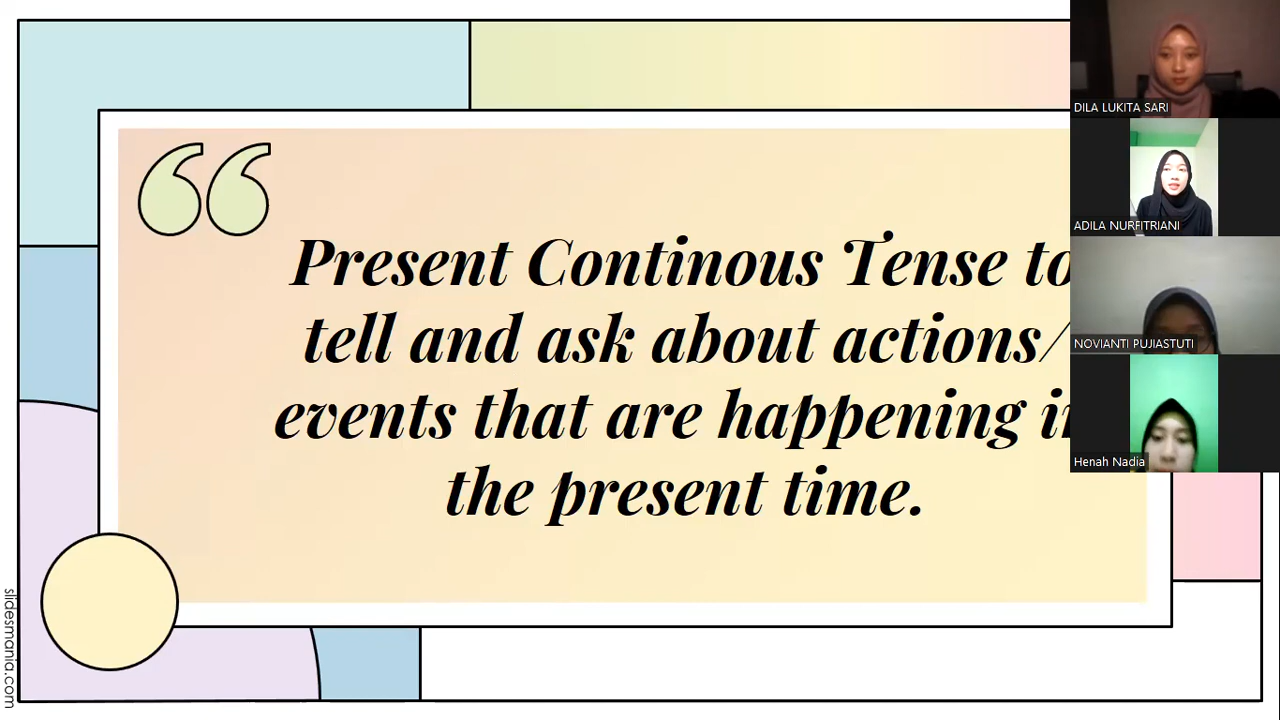 Present Continous Tense to
tell and ask about actions/
events that are happening
the present time.
DILA LUKITA SARI
ADILA NURFITRIANI
NOVIANTI PUJIASTUTI
Henah Nadia
slidesmania.com